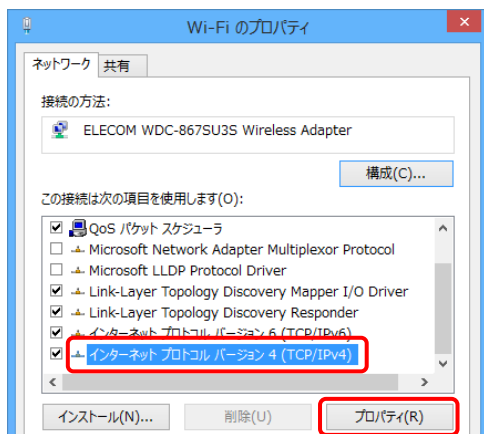 Wi-Fi のプロパティ
ネットワーク 共有
接続の方法:
ELECOM WDC-867SU3S Wireless Adapter
構成(C)...
この接続は次の項目を使用します(O):
QoS パケット スケジューラ
Microsoft Network Adapter Multiplexor Protocol
Microsoft LLDP Protocol Driver
Link-Layer Topology Discovery Mapper I/O Driver
Link-Layer Topology Discovery Responder
インターネット プロトコル バージョン 6 (TCP/IPv6)
インターネット プロトコル バージョン 4 (TCP/IPv4)
インストール(N)... 削除(U) プロパティ(R)